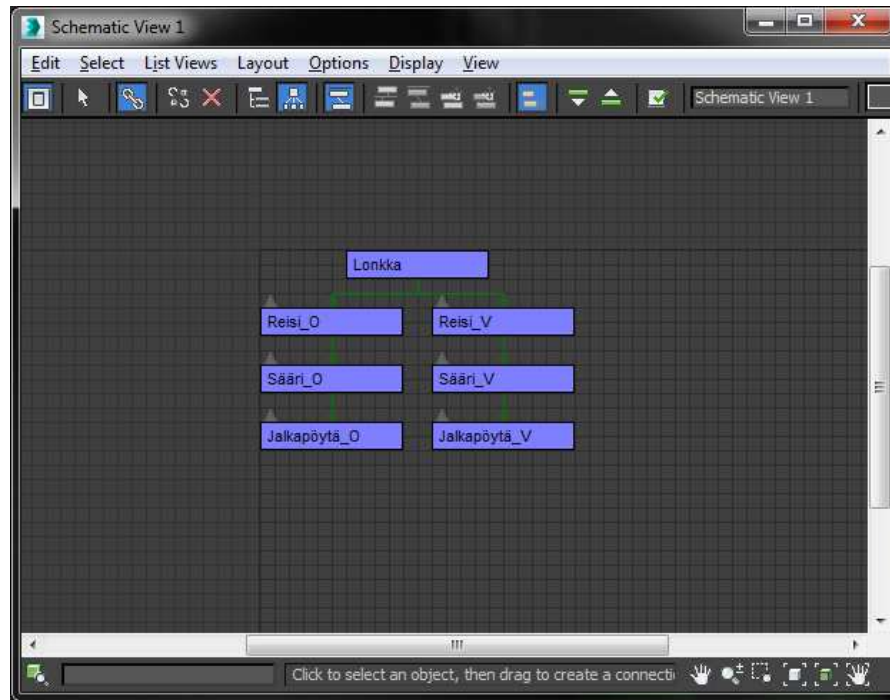 Schematic View 1
Edit Select List Views Layout Options Display View
Schematic View 1
Lonkka
Reisi_O Reisi_V
Sääri_O Sääri_V
Jalkapöytä_O Jalkapöytä_V
Click to select an object, then drag to create a connecti